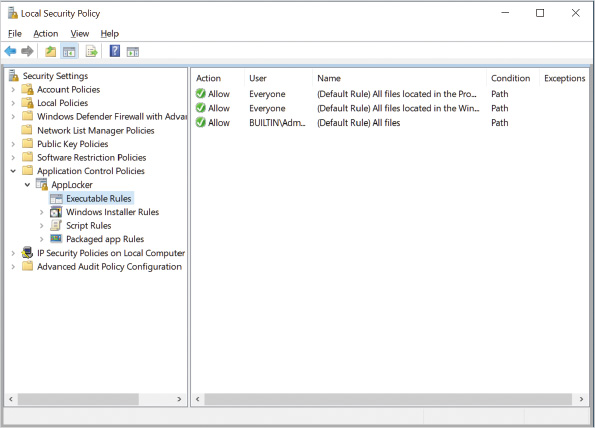 Local Security Policy
File Action View Help
Security Settings
Account Policies
Local Policies
Windows Defender Firewall with Adva
Network List Manager Policies
Public Key Policies
Software Restriction Policies
Application Control Policies
AppLocker
Executable Rules
Windows Installer Rules
Script Rules
Packaged app Rules
IP Security Policies on Local Computer
Advanced Audit Policy Configuration
Action User Name Condition Exceptions
Allow Everyone (Default Rule) All files located in the Pro... Path
Allow Everyone (Default Rule) All files located in the Win... Path
Allow BUILTIN\Adm... (Default Rule) All files Path